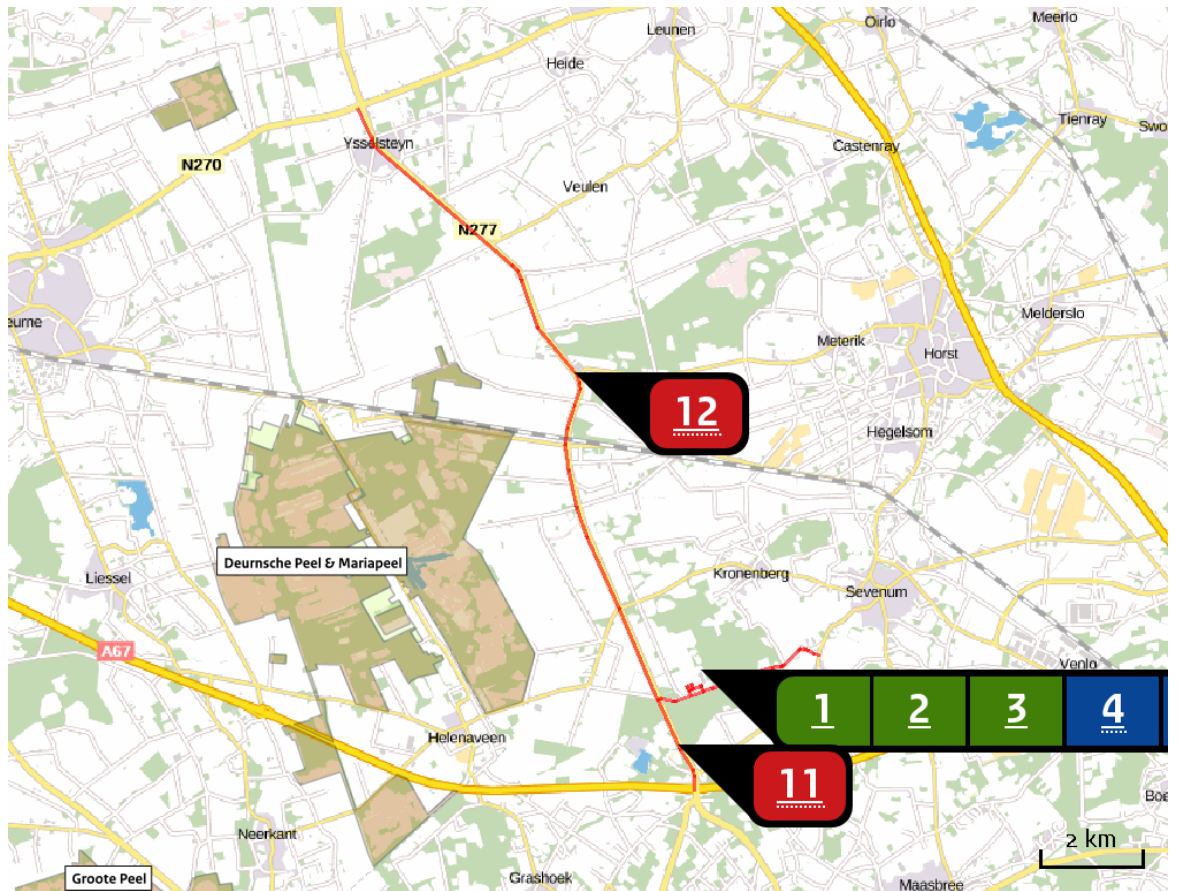 Oirlo
Meerlo
Leunen
Heide
Tienray
Swo
Ysselsteyn
Castenray
N270
Veulen
N277
eurne
Melderslo
Meterik
Horst
12
Hegelsom
Deurnsche Peel & Mariapeel
Liessel
Kronenberg
Sevenum
A67
Venlo
1 2 3 4
Helenaveen
11
Boe
Neerkant
2 km
Groote Peel
Grashoek
Maasbree